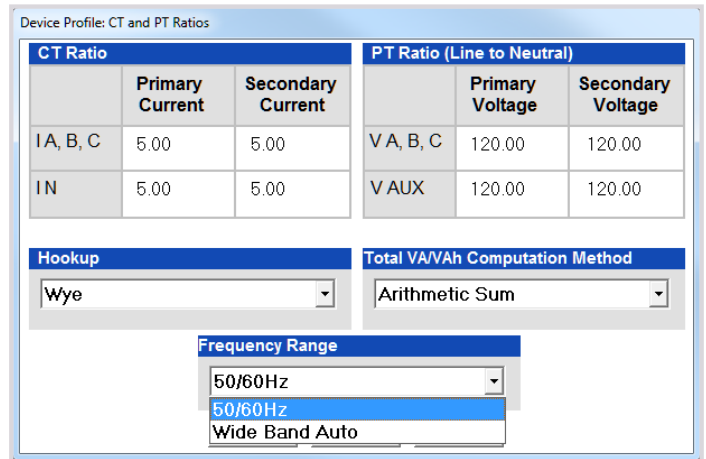 Device Profile: CT and PT Ratios
CT Ratio
Primary Current Secondary Current
I A, B, C 5.00 5.00
I N 5.00 5.00
PT Ratio (Line to Neutral)
Primary Voltage Secondary Voltage
V A, B, C 120.00 120.00
V AUX 120.00 120.00
Hookup
Wye
Total VA/VAh Computation Method
Arithmetic Sum
Frequency Range
50/60Hz
50/60Hz
Wide Band Auto